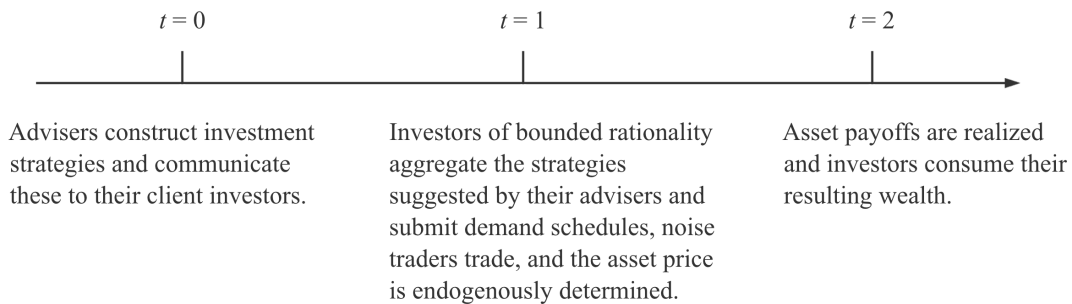 t = 0
t = 1
t = 2
Advisers construct investment
strategies and communicate
these to their client investors.
Investors of bounded rationality
aggregate the strategies
suggested by their advisers and
submit demand schedules, noise
traders trade, and the asset price
is endogenously determined.
Asset payoffs are realized
and investors consume their
resulting wealth.